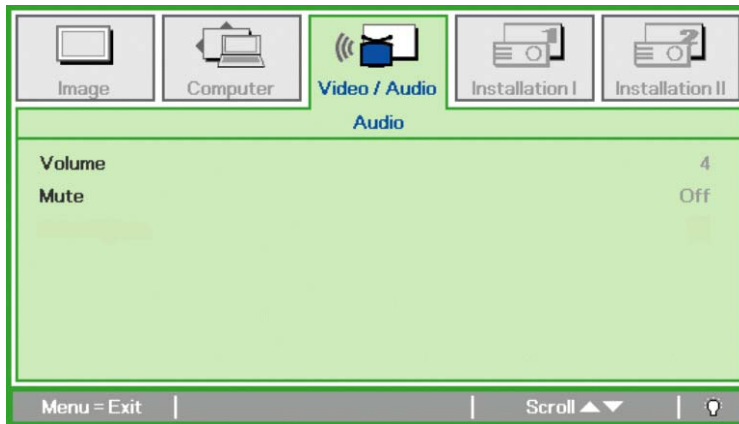 Image
Computer
Video / Audio
Installation I
Installation II
Audio
Volume 4
Mute Off
Menu = Exit Scroll ▲▼